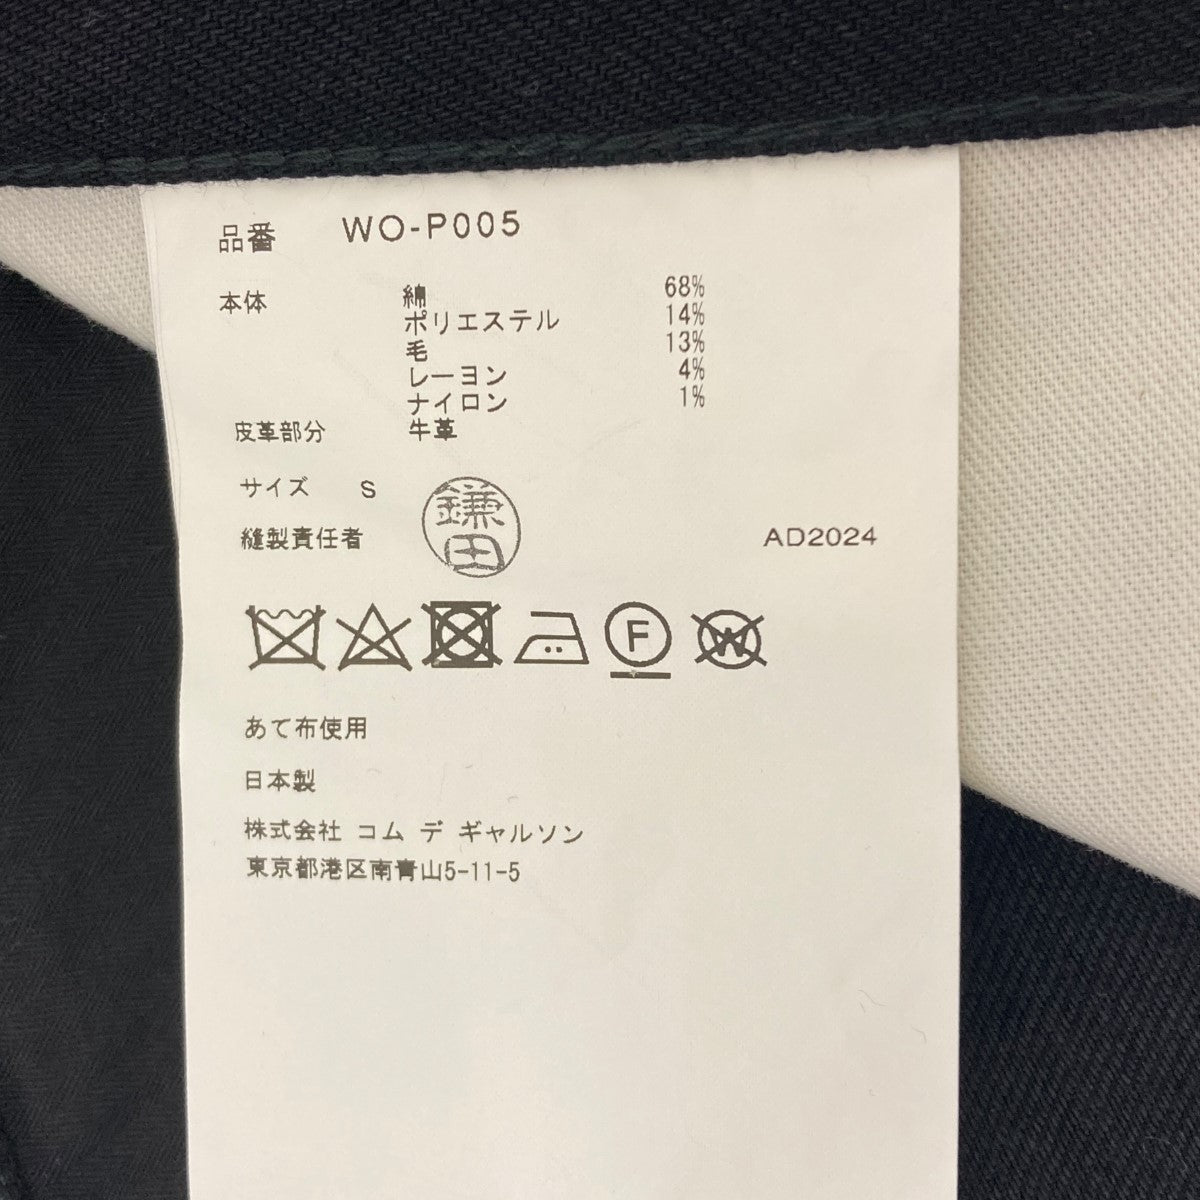 品番 WO-P005
本体 綿 68%
ポリエステル 14%
毛 13%
レーヨン 4%
ナイロン 1%
皮革部分 牛革
サイズ S
縫製責任者 鎌田 AD2024
F W
あて布使用
日本製
株式会社 コム デ ギャルソン
東京都港区南青山5-11-5